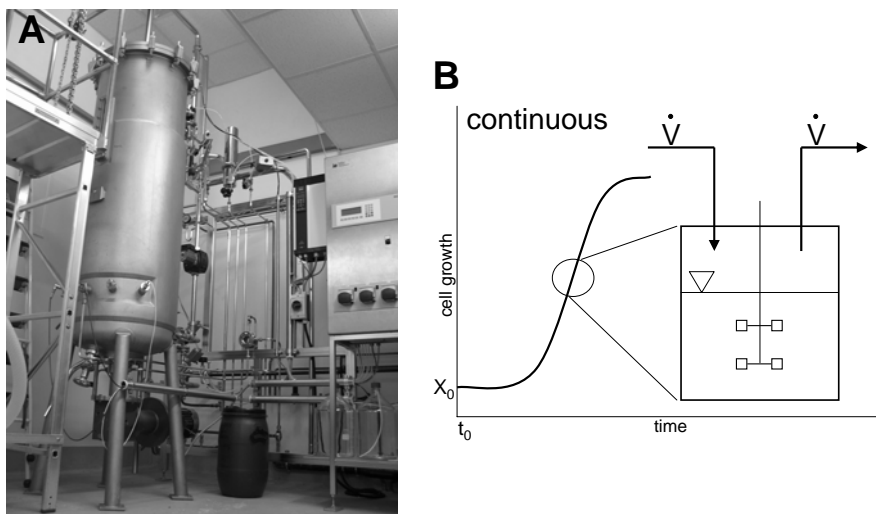 A
B
continuous
V̇
V̇
cell growth
X₀
t₀
time